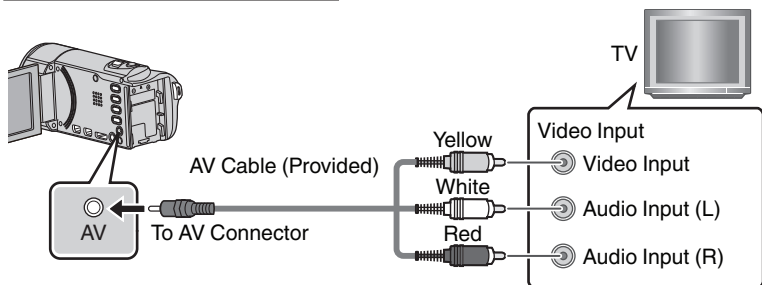 TV
Video Input
Yellow
Video Input
AV Cable (Provided)
White
Audio Input (L)
AV
To AV Connector
Red
Audio Input (R)